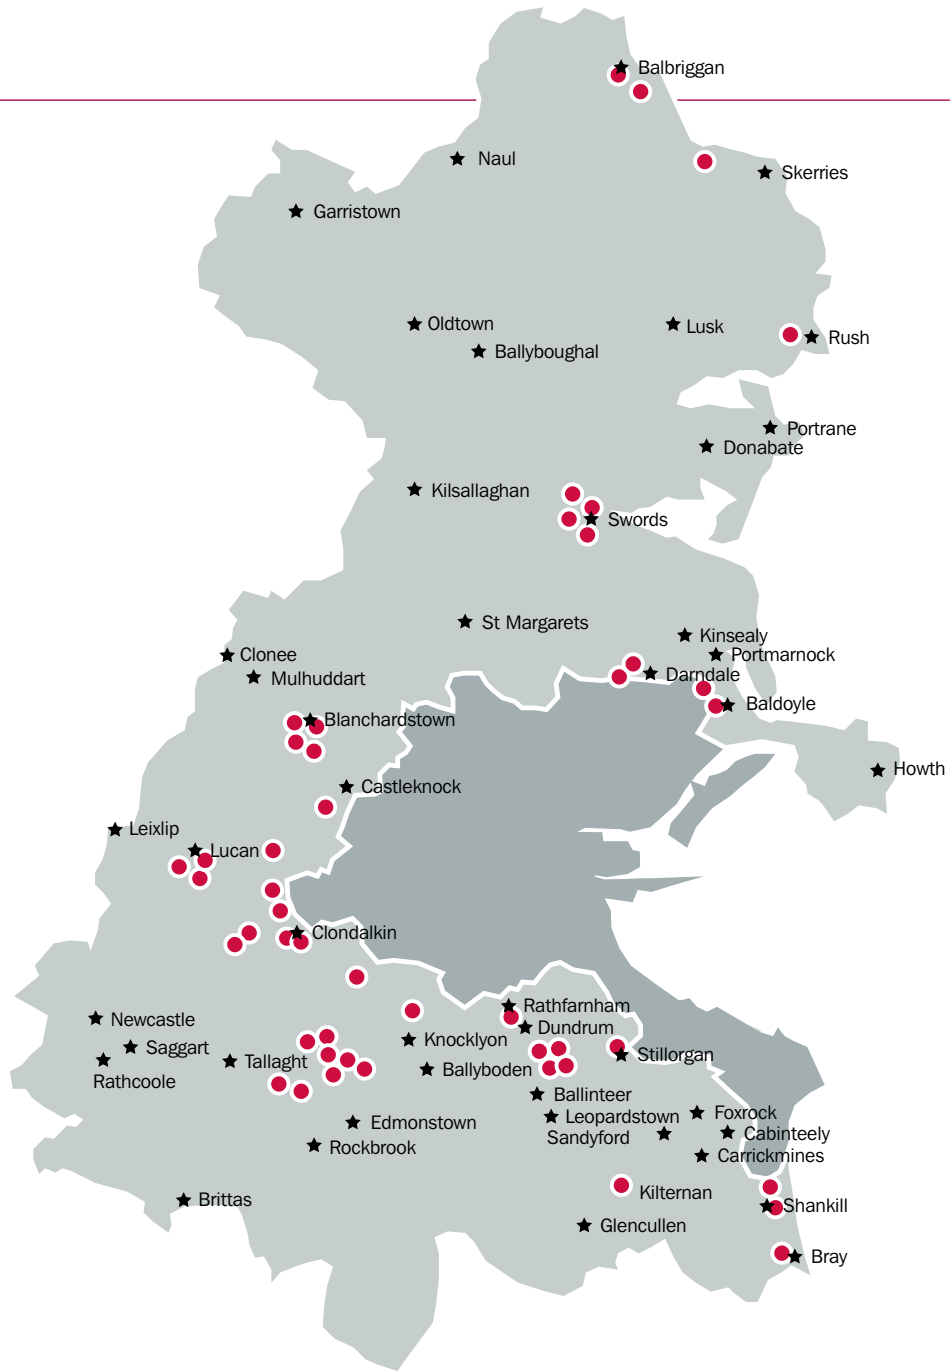 Balbriggan
Naul
Skerries
Garristown
Oldtown
Lusk
Rush
Ballyboughal
Portrane
Donabate
Kilsallaghan
Swords
St Margarets
Kinsealy
Clonee
Portmarnock
Mulhuddart
Darndale
Baldoyle
Blanchardstown
Howth
Castleknock
Leixlip
Lucan
Clondalkin
Rathfarnham
Newcastle
Dundrum
Knocklyon
Saggart
Stillorgan
Tallaght
Ballyboden
Rathcoole
Ballinteer
Foxrock
Leopardstown
Edmonstown
Cabinteely
Sandyford
Rockbrook
Carrickmines
Kilternan
Brittas
Shankill
Glencullen
Bray